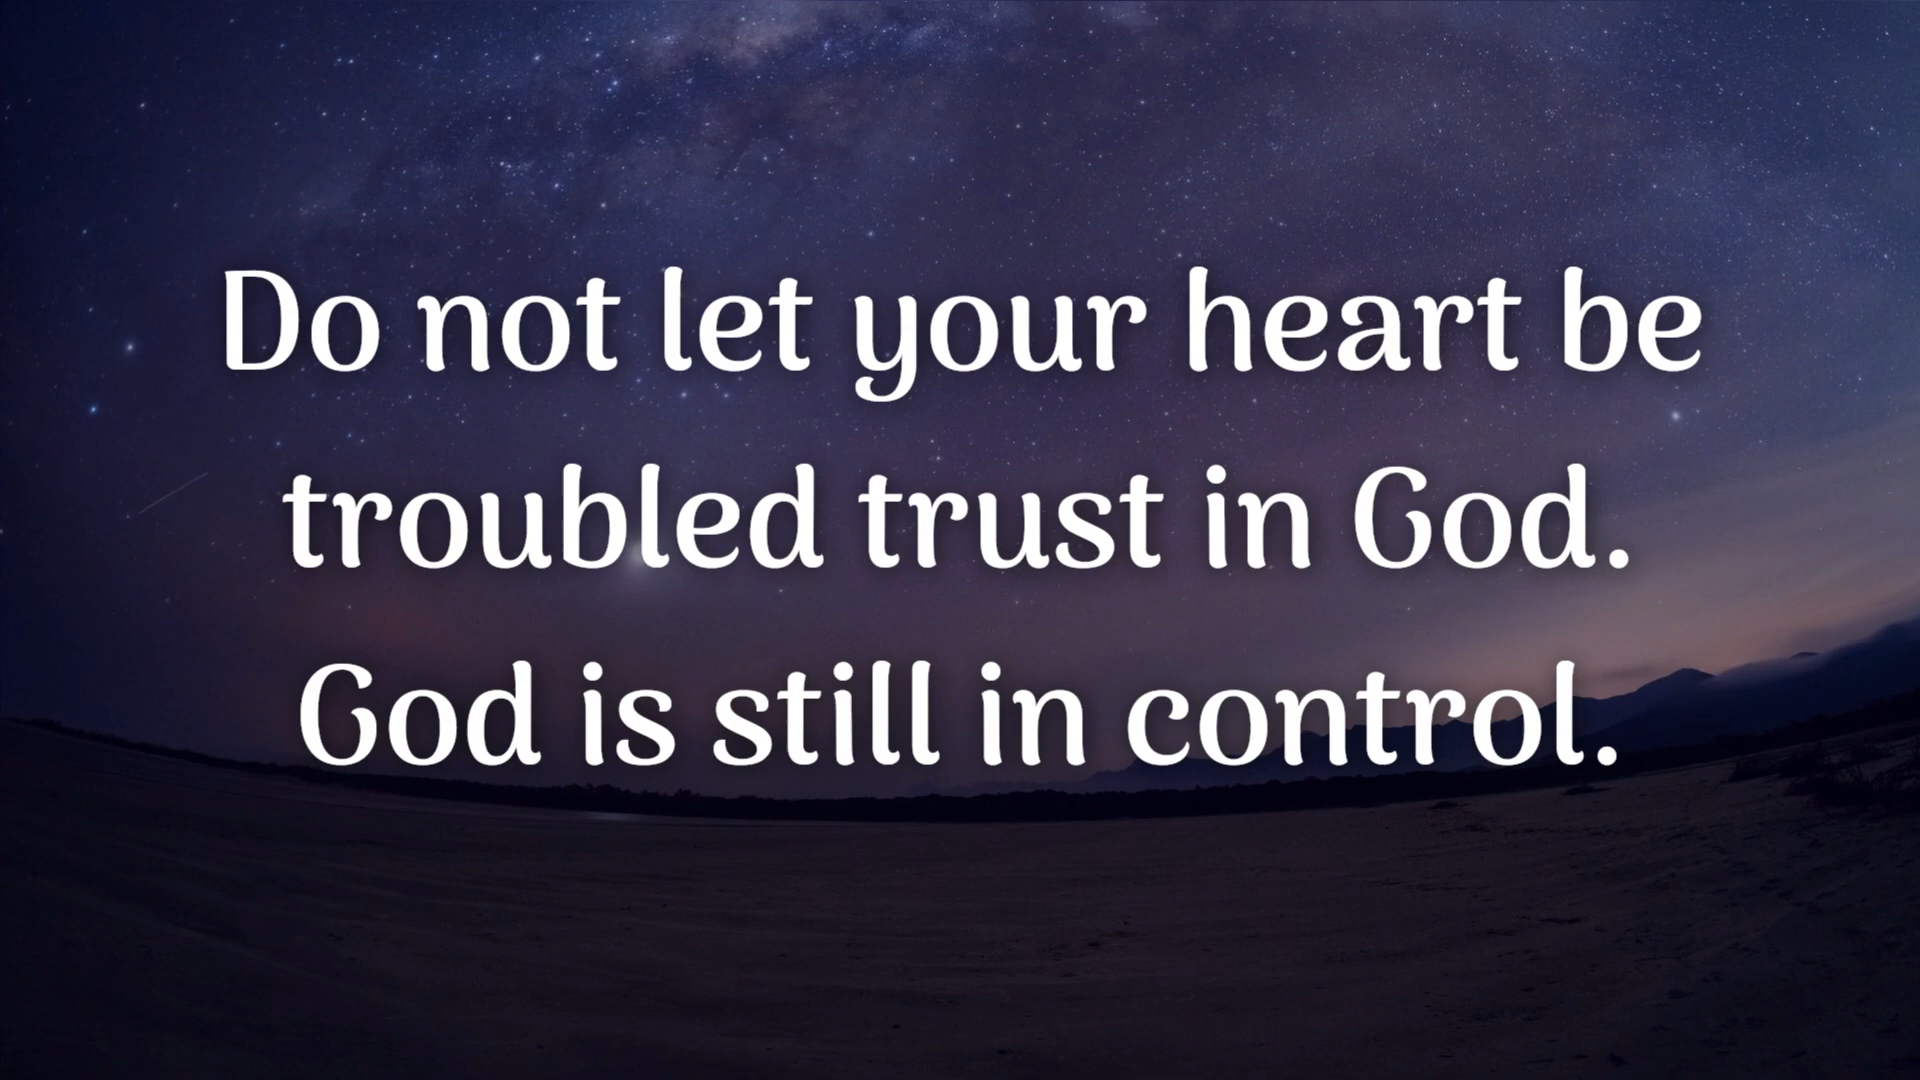 Do not let your heart be
troubled trust in God.
God is still in control.